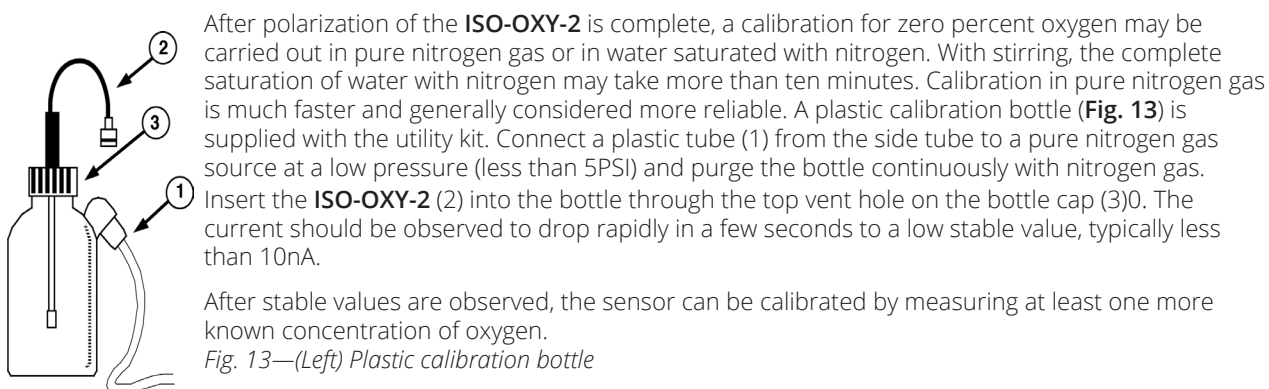 After polarization of the ISO-OXY-2 is complete, a calibration for zero percent oxygen may be
carried out in pure nitrogen gas or in water saturated with nitrogen. With stirring, the complete
saturation of water with nitrogen may take more than ten minutes. Calibration in pure nitrogen gas
is much faster and generally considered more reliable. A plastic calibration bottle (Fig. 13) is
supplied with the utility kit. Connect a plastic tube (1) from the side tube to a pure nitrogen gas
source at a low pressure (less than 5PSI) and purge the bottle continuously with nitrogen gas.
Insert the ISO-OXY-2 (2) into the bottle through the top vent hole on the bottle cap (3)0. The
current should be observed to drop rapidly in a few seconds to a low stable value, typically less
than 10nA.
After stable values are observed, the sensor can be calibrated by measuring at least one more
known concentration of oxygen.
Fig. 13—(Left) Plastic calibration bottle
2
3
1